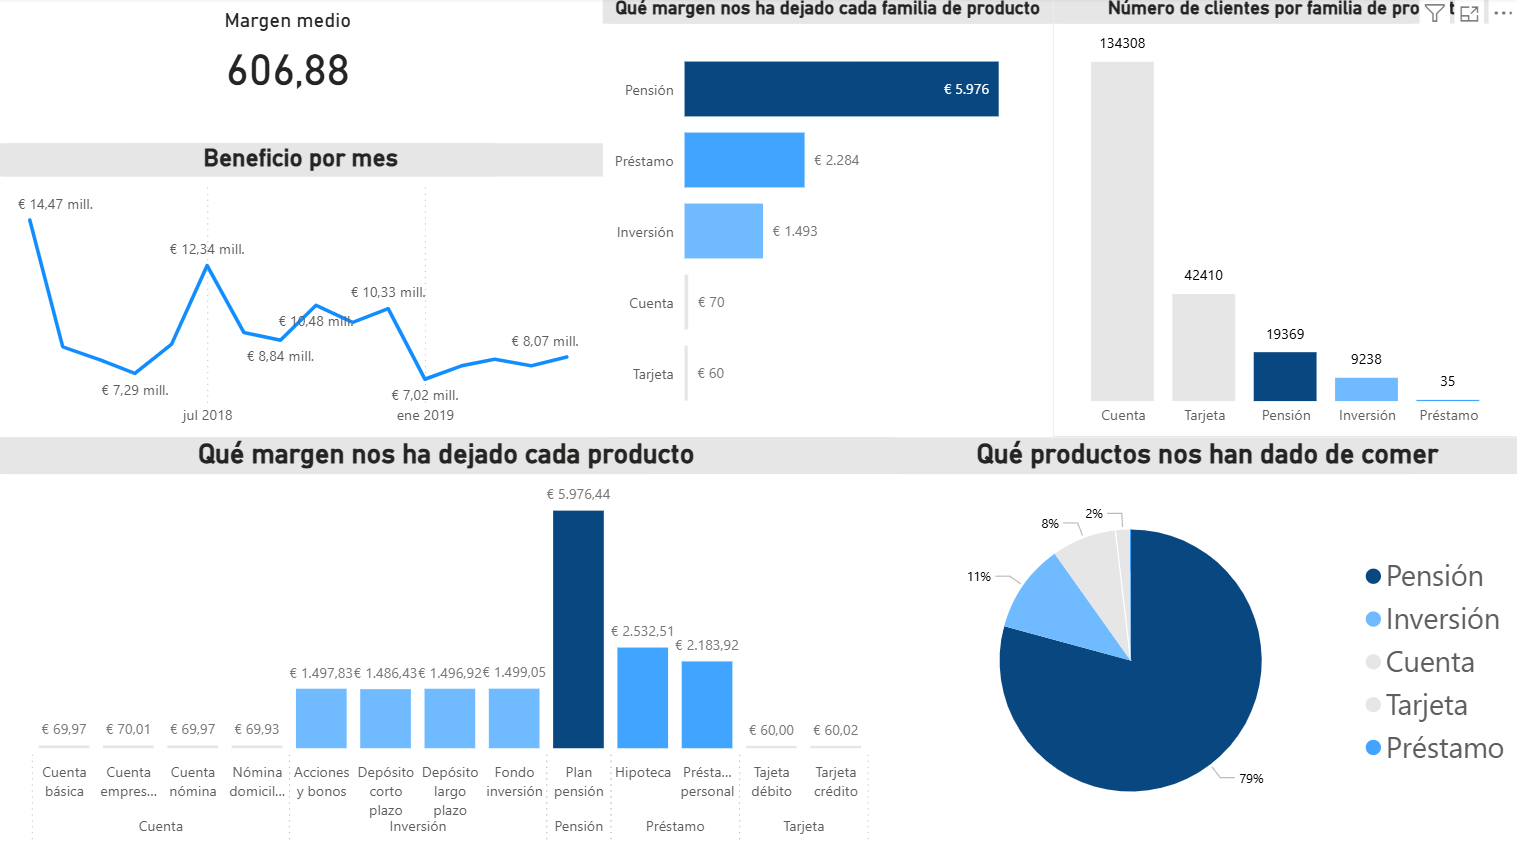 Margen medio
606,88
Beneficio por mes
€ 14,47 mill.
€ 12,34 mill.
€ 10,33 mill.
€ 10,48 mill.
€ 8,84 mill.
€ 8,07 mill.
€ 7,29 mill.
€ 7,02 mill.
jul 2018
ene 2019
Qué margen nos ha dejado cada familia de producto
Pensión
€ 5.976
Préstamo
€ 2.284
Inversión
€ 1.493
Cuenta
€ 70
Tarjeta
€ 60
Número de clientes por familia de pro t
134308
42410
19369
9238
35
Cuenta
Tarjeta
Pensión
Inversión
Préstamo
Qué margen nos ha dejado cada producto
€ 5.976,44
€ 2.532,51
€ 2.183,92
€ 1.497,83
€ 1.486,43
€ 1.496,92
€ 1.499,05
€ 69,97
€ 70,01
€ 69,97
€ 69,93
€ 60,00
€ 60,02
Cuenta
básica
Cuenta
empres...
Cuenta
nómina
Nómina
domicil...
Acciones
y bonos
Depósito
corto
plazo
Depósito
largo
plazo
Fondo
inversión
Plan
pensión
Hipoteca
Présta...
personal
Tajeta
débito
Tarjeta
crédito
Cuenta
Inversión
Pensión
Préstamo
Tarjeta
Qué productos nos han dado de comer
2%
8%
11%
79%
Pensión
Inversión
Cuenta
Tarjeta
Préstamo